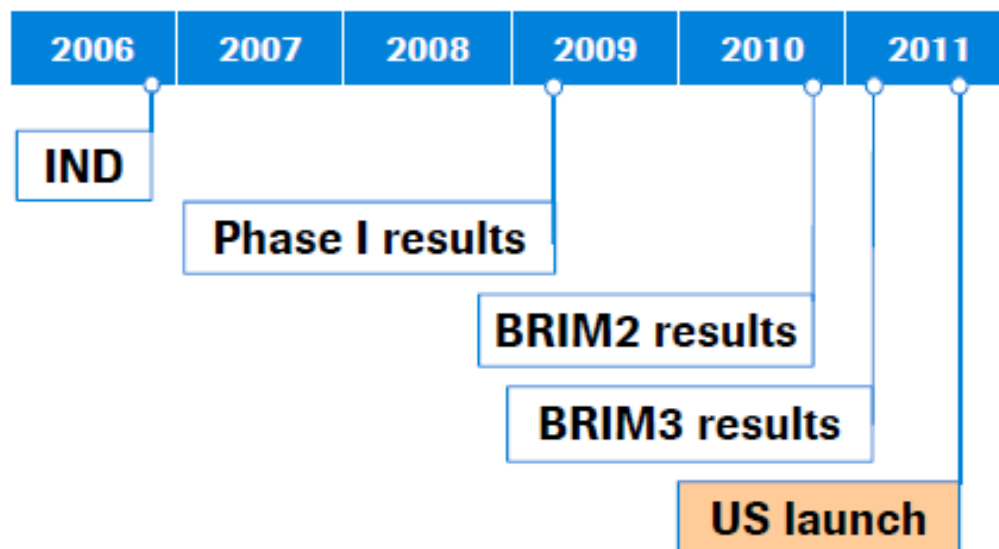 2006 2007 2008 2009 2010 2011
IND
Phase I results
BRIM2 results
BRIM3 results
US launch